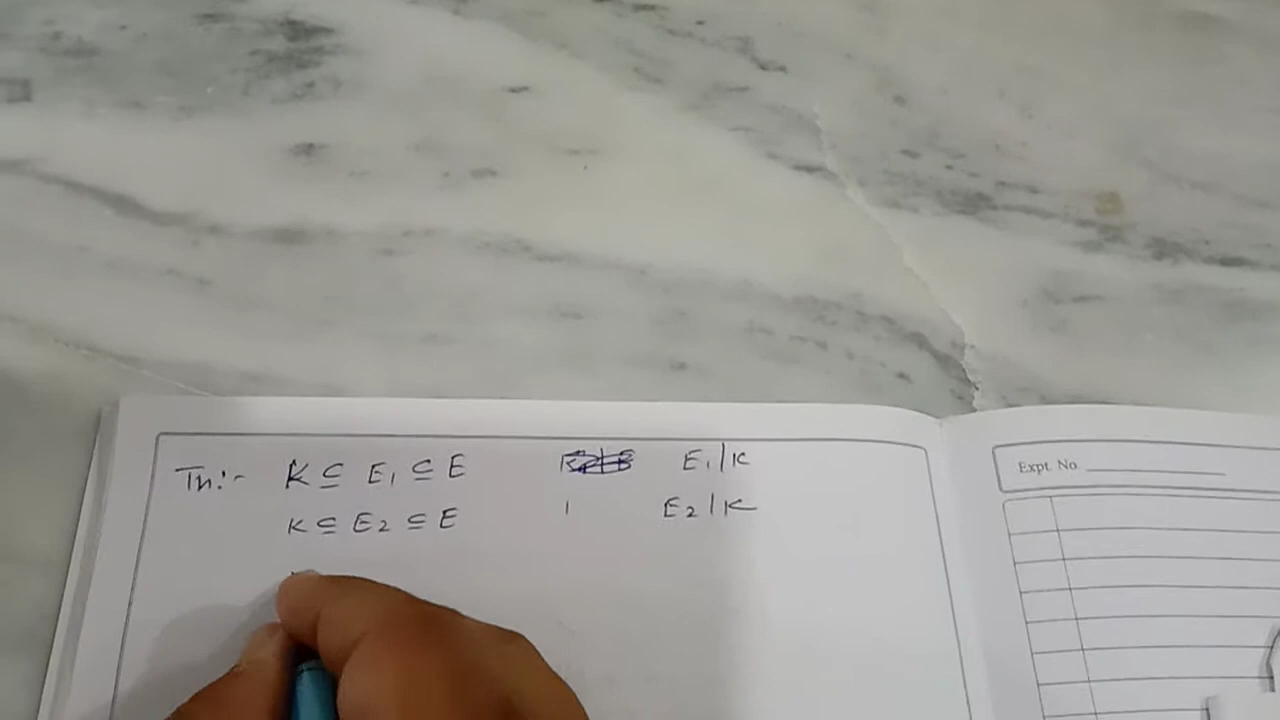 Th:- K ⊆ E₁ ⊆ E E₁/K
K ⊆ E₂ ⊆ E E₂/K
Expt. No.